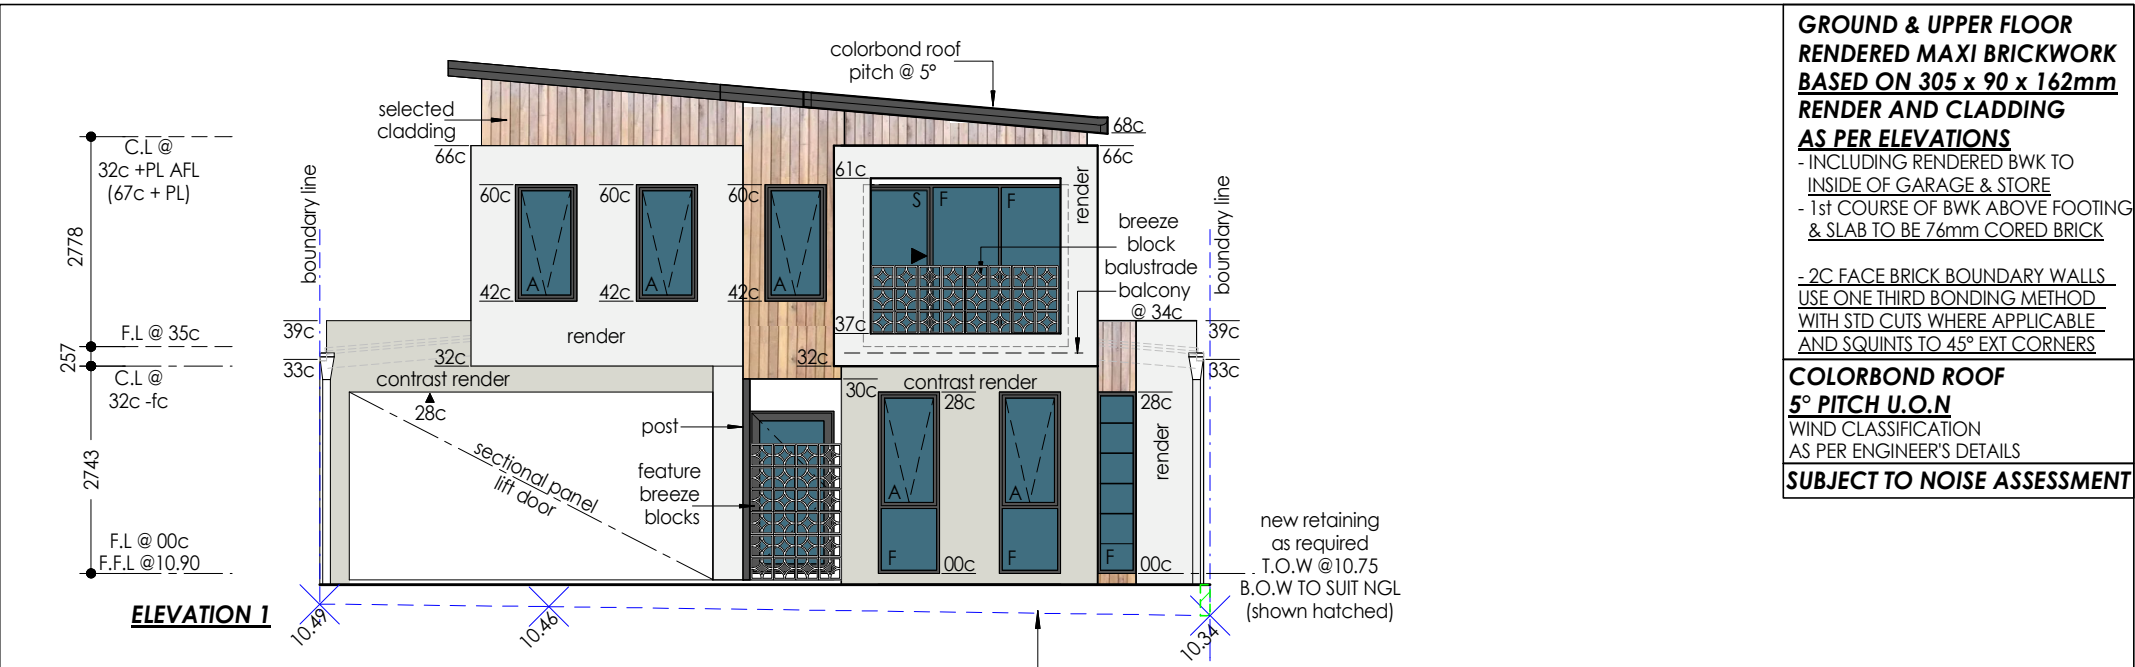 colorbond roof
pitch @ 5°
selected
cladding
C.L @
32c +PL AFL
(67c + PL)
2778
F.L @ 35c
257
C.L @
32c -fc
2743
F.L @ 00c
F.F.L @10.90
ELEVATION 1
boundary line
39c
33c
66c
60c
60c
60c
A
A
A
42c
42c
42c
render
32c
32c
contrast render
28c
sectional panel
lift door
post
feature
breeze
blocks
68c
66c
61c
S
F
F
render
37c
breeze
block
balustrade
balcony
@ 34c
boundary line
39c
33c
30c
contrast render
28c
28c
A
A
F
F
F
00c
00c
render
new retaining
as required
T.O.W @10.75
B.O.W TO SUIT NGL
(shown hatched)
10.49
10.46
10.34
GROUND & UPPER FLOOR
RENDERED MAXI BRICKWORK
BASED ON 305 x 90 x 162mm
RENDER AND CLADDING
AS PER ELEVATIONS
- INCLUDING RENDERED BWK TO
INSIDE OF GARAGE & STORE
- 1st COURSE OF BWK ABOVE FOOTING
& SLAB TO BE 76mm CORED BRICK
- 2C FACE BRICK BOUNDARY WALLS
USE ONE THIRD BONDING METHOD
WITH STD CUTS WHERE APPLICABLE
AND SQUINTS TO 45° EXT CORNERS
COLORBOND ROOF
5° PITCH U.O.N
WIND CLASSIFICATION
AS PER ENGINEER'S DETAILS
SUBJECT TO NOISE ASSESSMENT